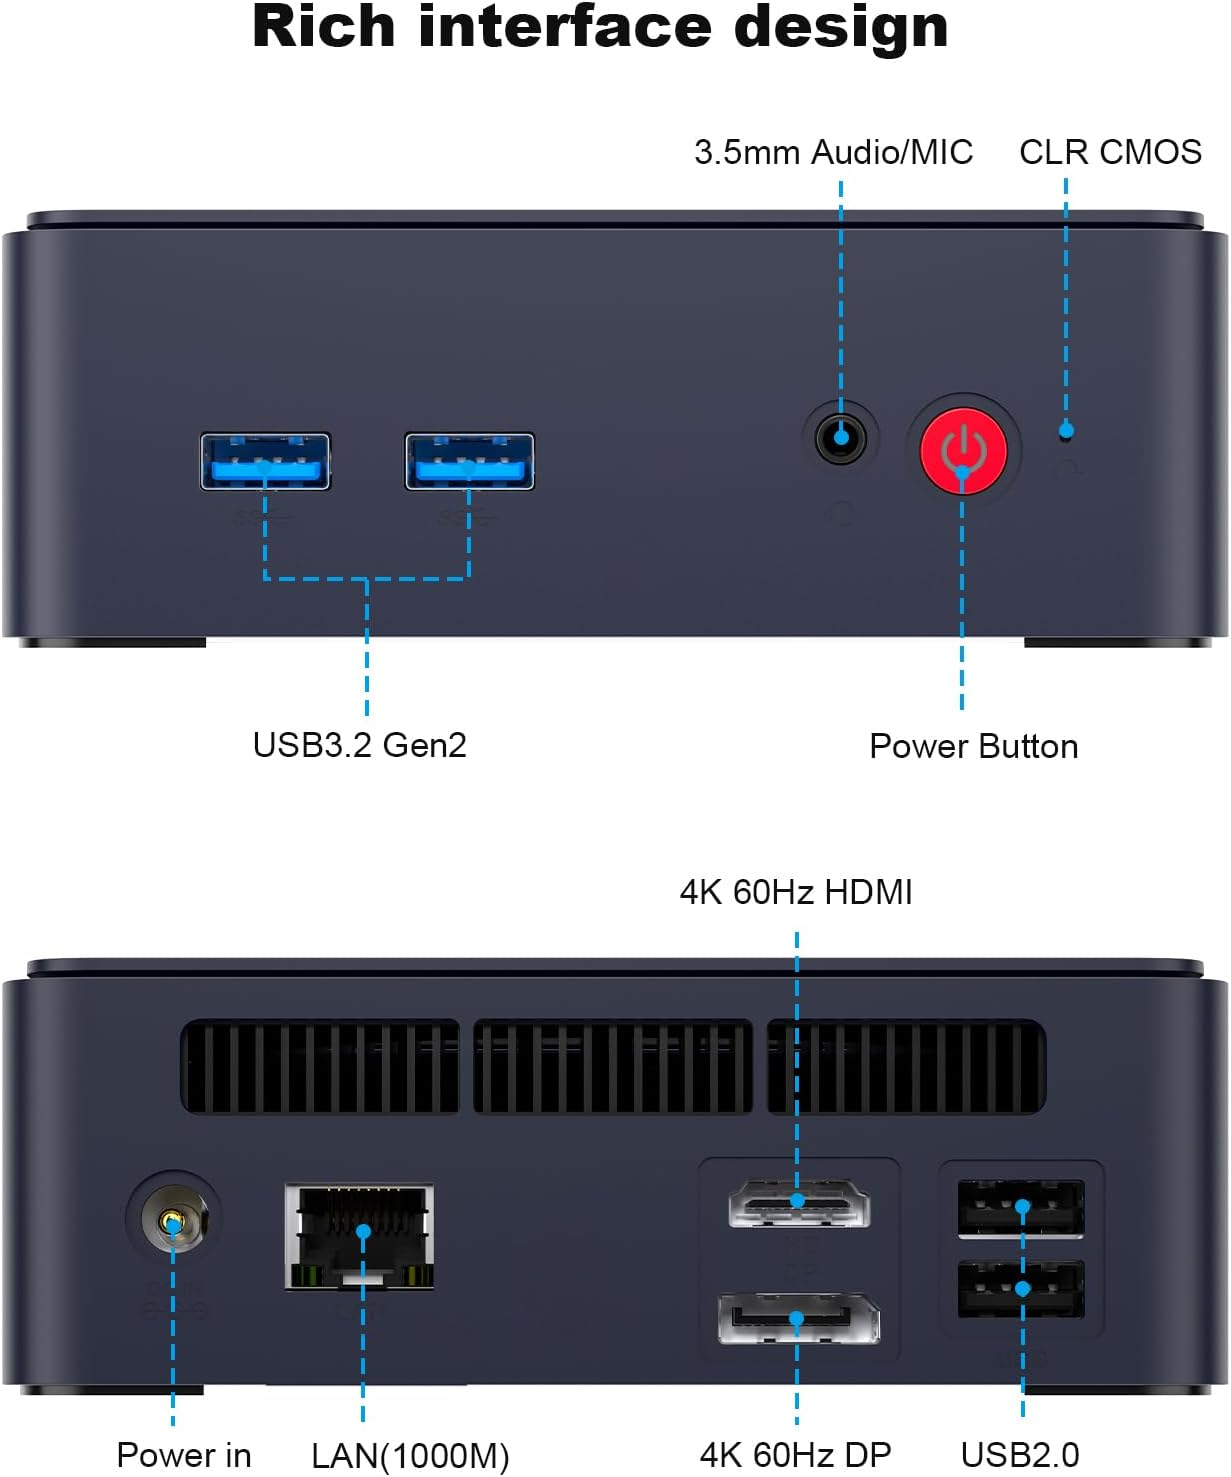 Rich interface design
3.5mm Audio/MIC
CLR CMOS
USB3.2 Gen2
Power Button
4K 60Hz HDMI
Power in
LAN(1000M)
4K 60Hz DP
USB2.0